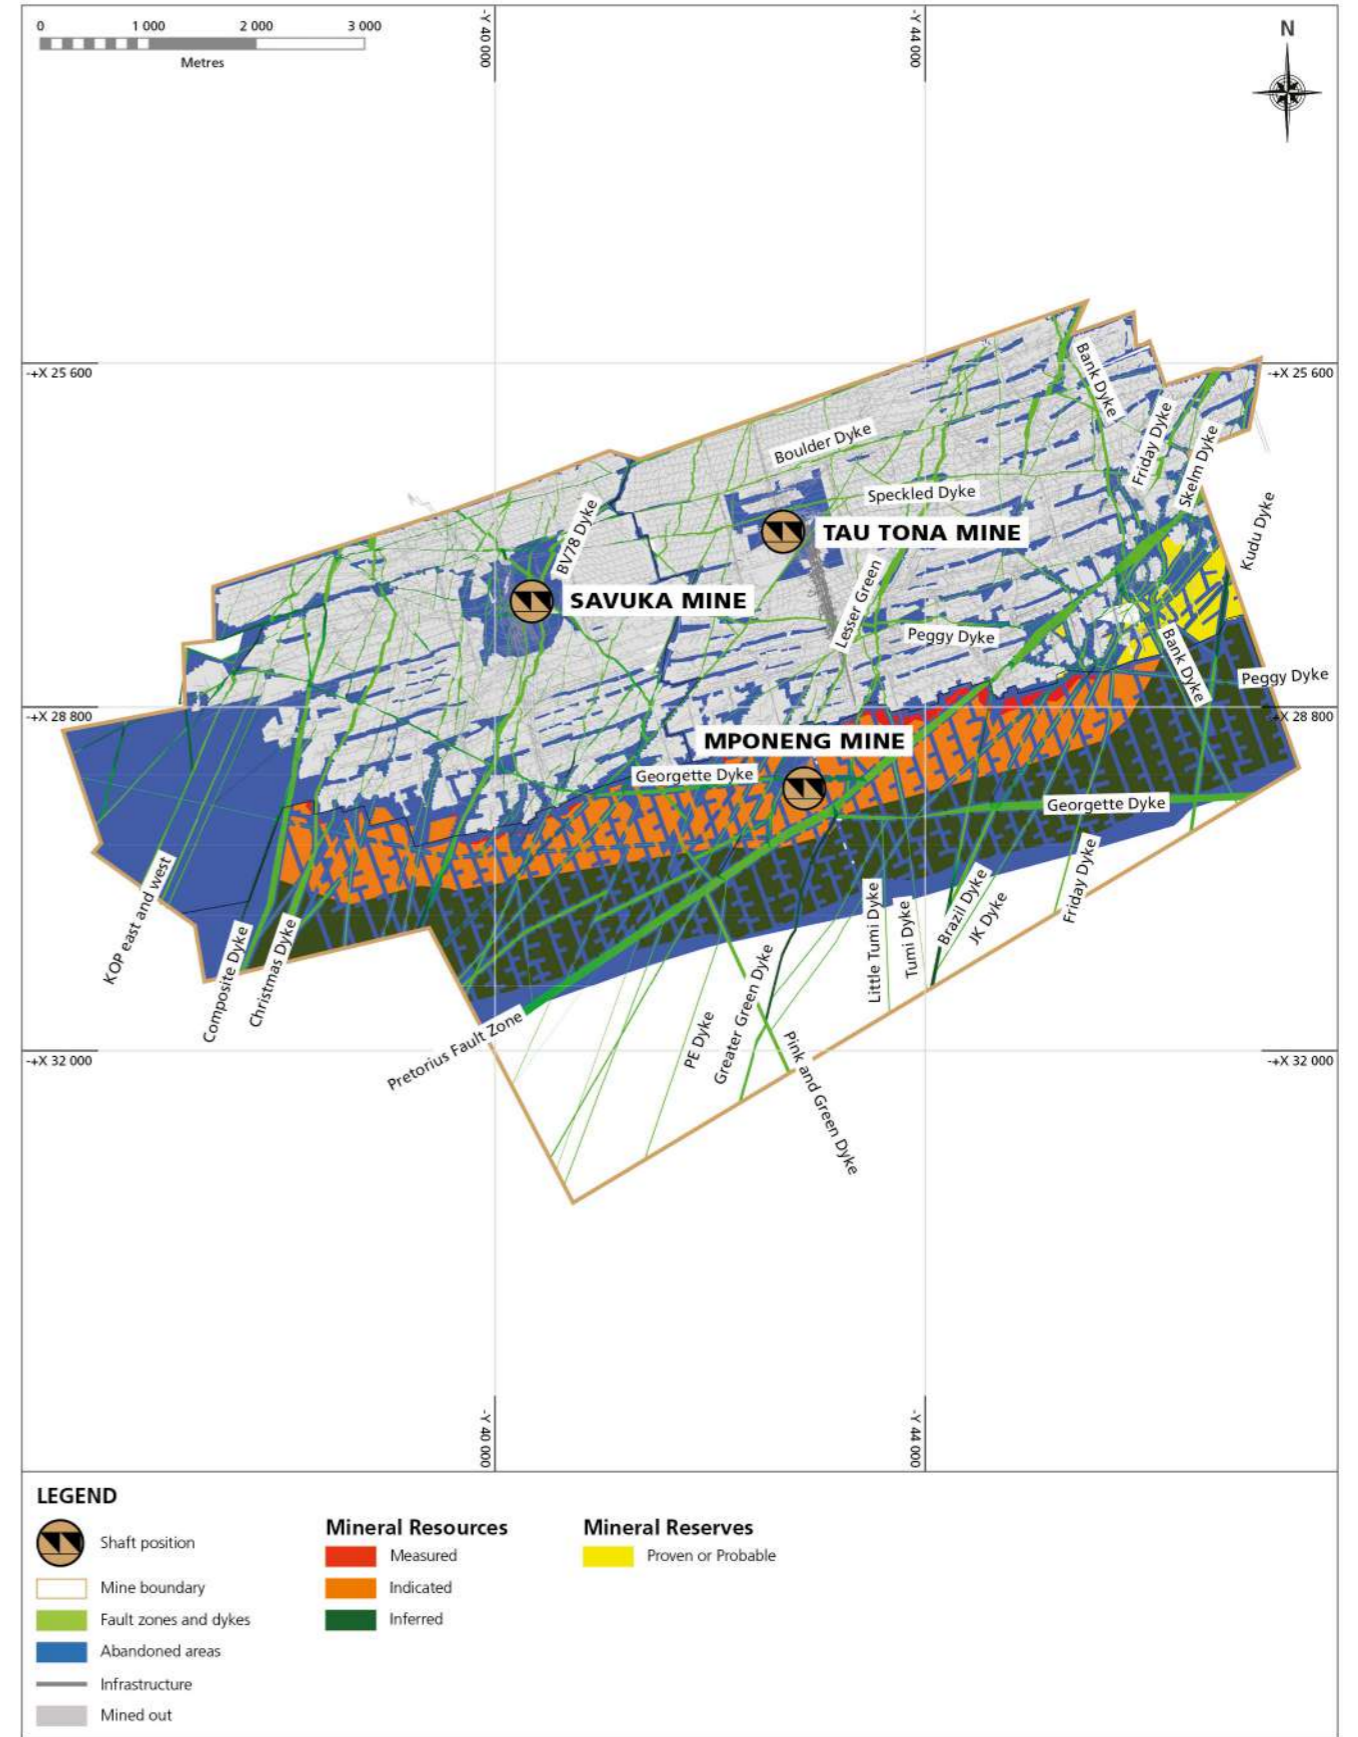 0 1 000 2 000 3 000
Metres
-Y 40 000
-Y 44 000
N
-+X 25 600
-+X 25 600
Bank Dyke
Friday Dyke
Boulder Dyke
Skelm Dyke
Speckled Dyke
Kudu Dyke
BV78 Dyke
TAU TONA MINE
SAVUKA MINE
Lesser Green
Peggy Dyke
Bank Dyke
Peggy Dyke
-+X 28 800
-+X 28 800
MPONENG MINE
Georgette Dyke
Georgette Dyke
KOP east and west
Composite Dyke
Christmas Dyke
Pretorius Fault Zone
PE Dyke
Greater Green Dyke
Pink and Green Dyke
Little Tumi Dyke
Tumi Dyke
Brazil Dyke
JK Dyke
Friday Dyke
-+X 32 000
-+X 32 000
-Y 40 000
-Y 44 000
LEGEND
Shaft position
Mine boundary
Fault zones and dykes
Abandoned areas
Infrastructure
Mined out
Mineral Resources
Measured
Indicated
Inferred
Mineral Reserves
Proven or Probable